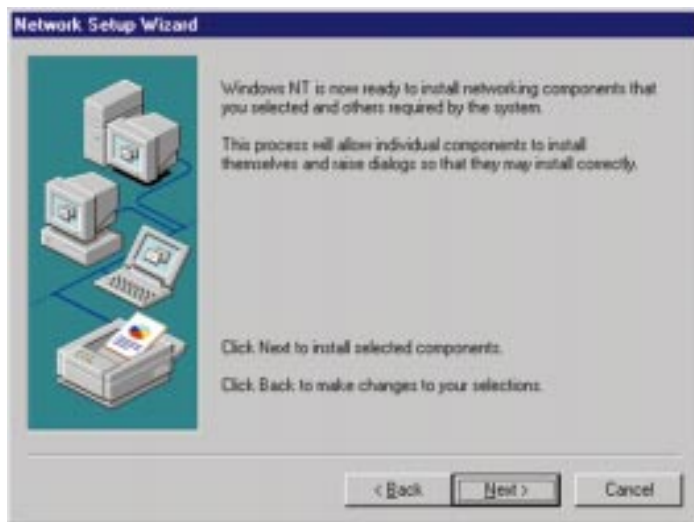 Network Setup Wizard
Windows NT is now ready to install networking components that
you selected and others required by the system.
This process will allow individual components to install
themselves and raise dialogs so that they may install correctly.
Click Next to install selected components.
Click Back to make changes to your selections.
< Back
Next >
Cancel